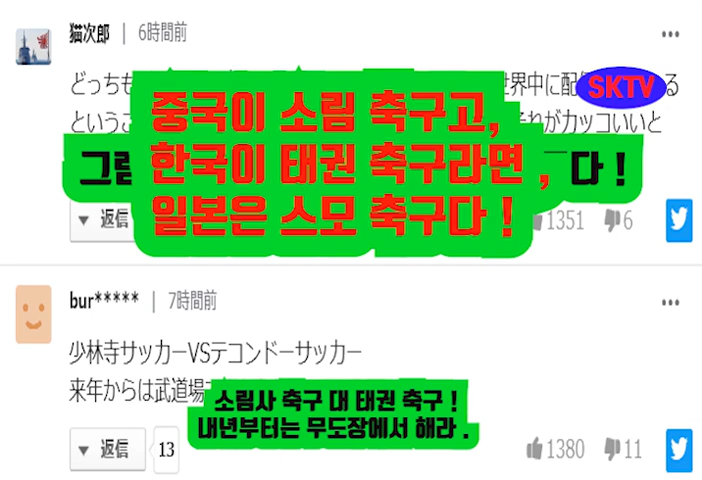 猫次郎 | 6時間前
どっちも 世界中に配 る
SKTV
という それがカッコいいと
중국이 소림 축구고,
한국이 태권 축구라면 ,
일본은 스모 축구다 !
다 !
▼ 返信
1351 6
bur***** | 7時間前
少林寺サッカーVSテコンドーサッカー
来年からは武道場
소림사 축구 대 태권 축구 !
내년부터는 무도장에서 해라 .
▼ 返信 13
1380 11